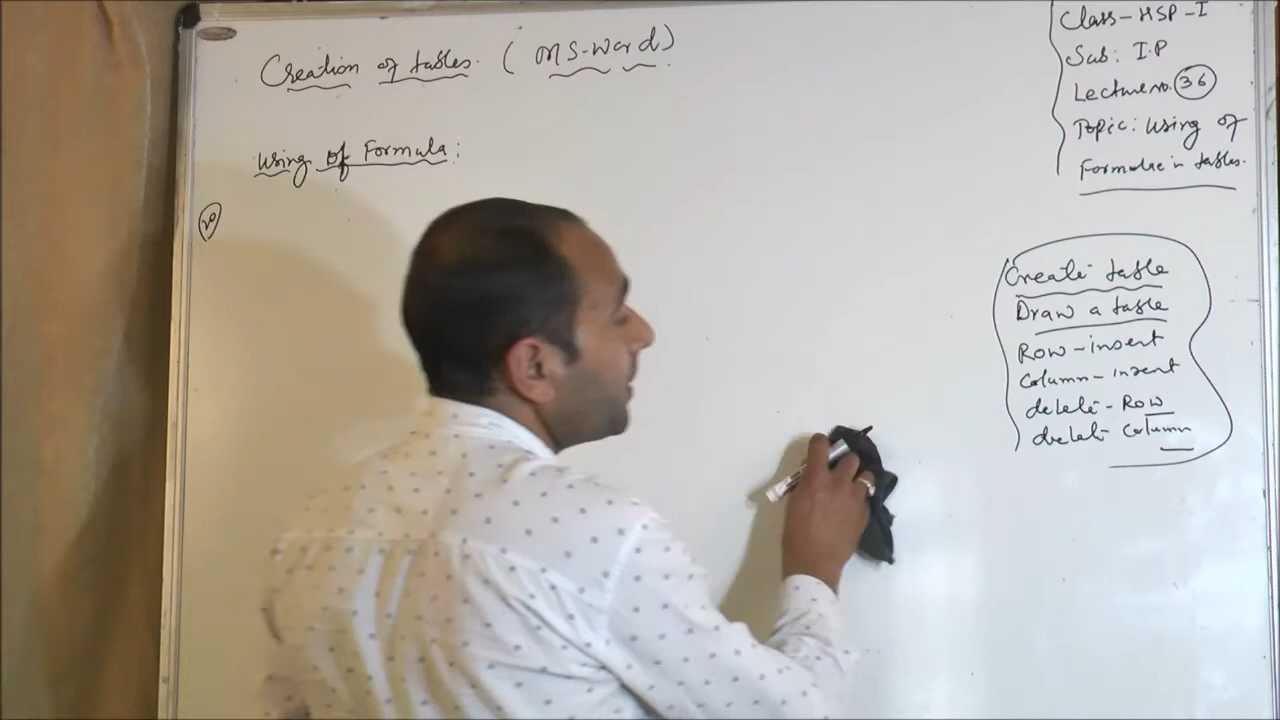 Creation of tables. (MS-Word)
Using of Formula:
Class-HSP-I
Sub: I.P
Lecture no. 36
Topic: Using of
Formulae in tables.
Create table
Draw a table
Row-insert
Column-insert
delete-Row
delete Column